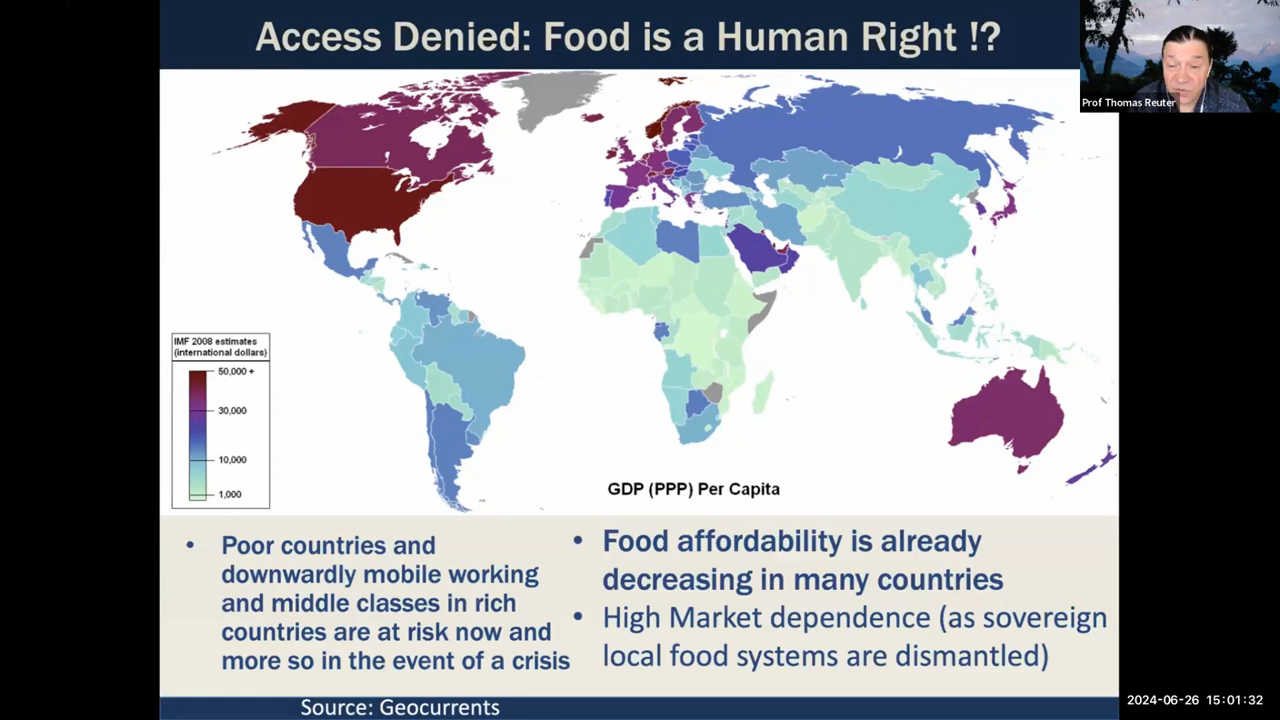 Access Denied: Food is a Human Right !?
Prof Thomas Reuter
IMF 2008 estimates
(international dollars)
50,000 +
30,000
10,000
1,000
GDP (PPP) Per Capita
• Poor countries and
downwardly mobile working
and middle classes in rich
countries are at risk now and
more so in the event of a crisis
• Food affordability is already
decreasing in many countries
• High Market dependence (as sovereign
local food systems are dismantled)
Source: Geocurrents
2024-06-26 15:01:32